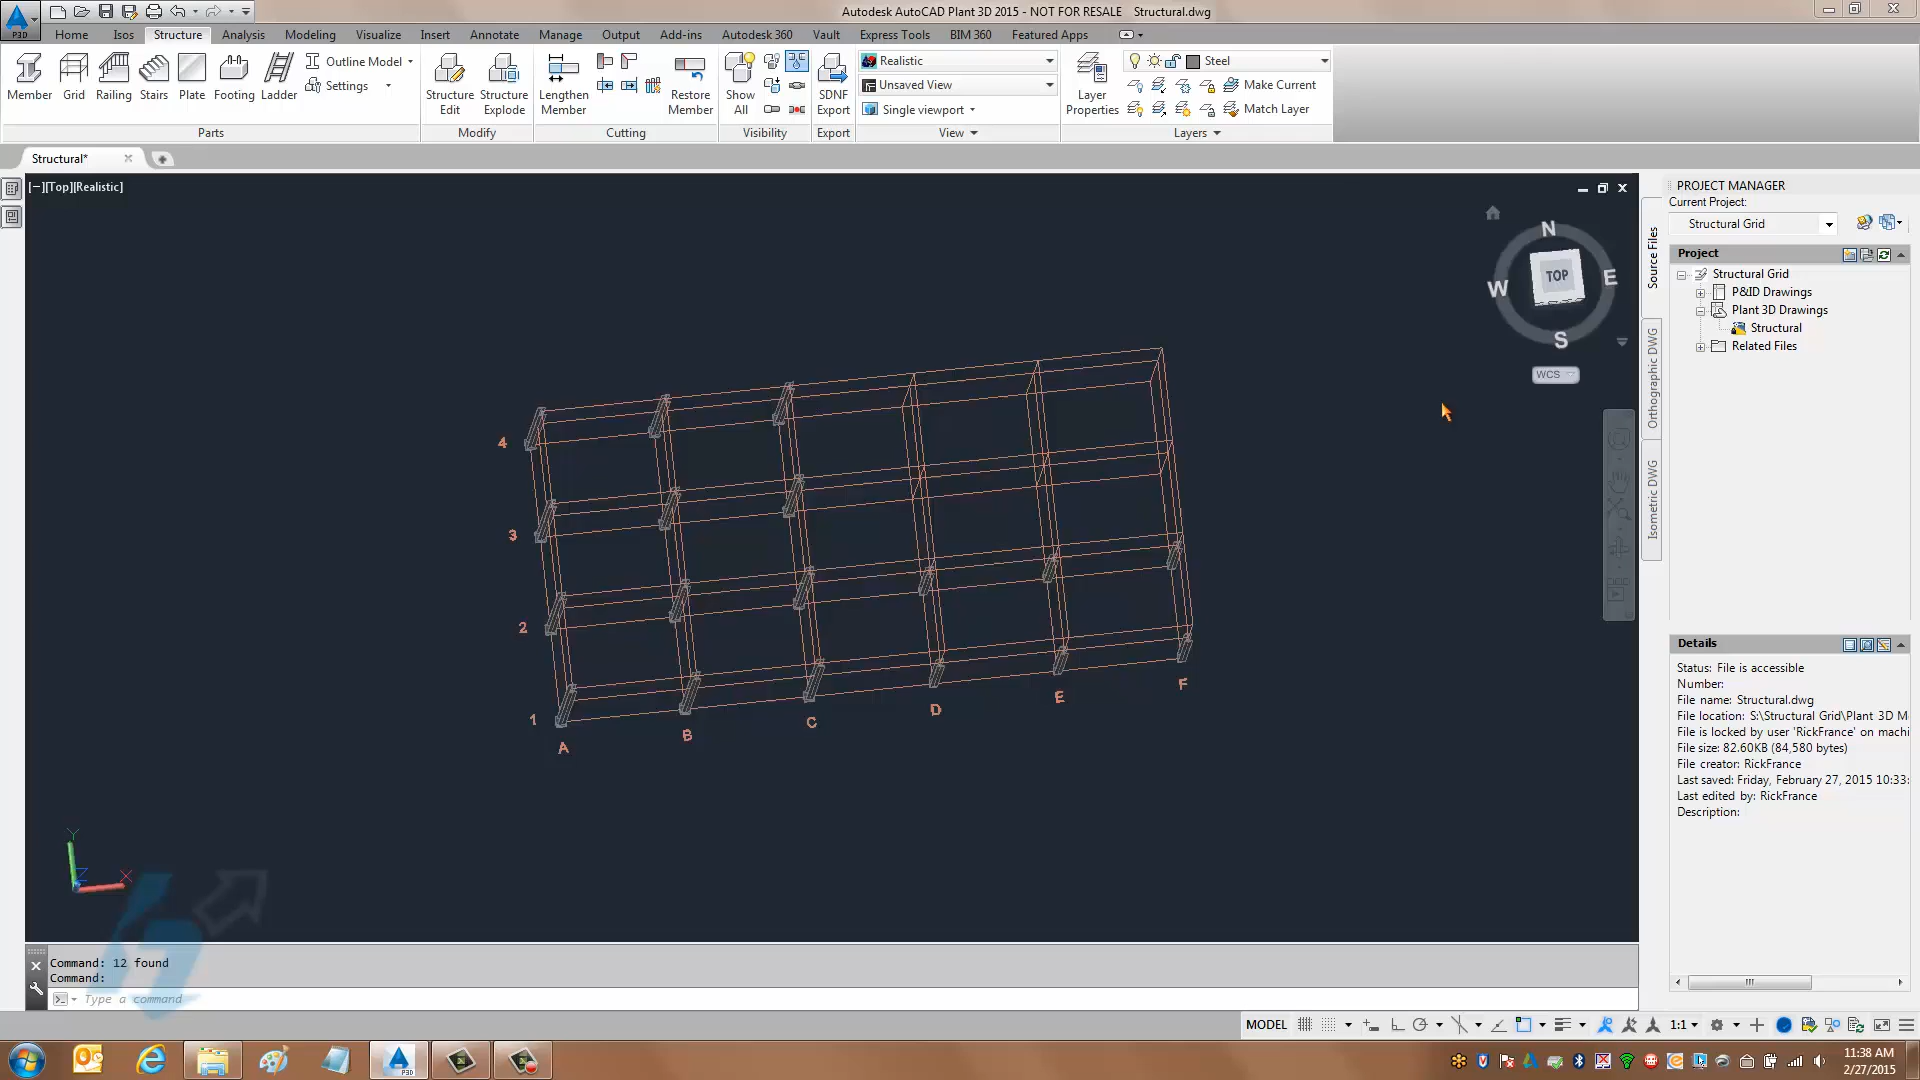 Autodesk AutoCAD Plant 3D 2015 - NOT FOR RESALE Structural.dwg
P3D
Home Isos Structure Analysis Modeling Visualize Insert Annotate Manage Output Add-ins Autodesk 360 Vault Express Tools BIM 360 Featured Apps
Member Grid Railing Stairs Plate Footing Ladder
Outline Model
Settings
Structure Edit
Structure Explode
Lengthen Member
Restore Member
Show All
SDNF Export
Realistic
Unsaved View
Single viewport
Layer Properties
Steel
Make Current
Match Layer
Parts Modify Cutting Visibility Export View Layers
Structural*
[−][Top][Realistic]
N
W TOP E
S
WCS
4
3
2
1
A B C D E F
Y
Z X
Command: 12 found
Command:
Type a command
PROJECT MANAGER
Current Project:
Structural Grid
Project
Structural Grid
P&ID Drawings
Plant 3D Drawings
Structural
Related Files
Source Files
Orthographic DWG
Isometric DWG
Details
Status: File is accessible
Number:
File name: Structural.dwg
File location: S:\Structural Grid\Plant 3D M
File is locked by user 'RickFrance' on machi
File size: 82.60KB (84,580 bytes)
File creator: RickFrance
Last saved: Friday, February 27, 2015 10:33:
Last edited by: RickFrance
Description:
MODEL 1:1
P3D
11:38 AM
2/27/2015